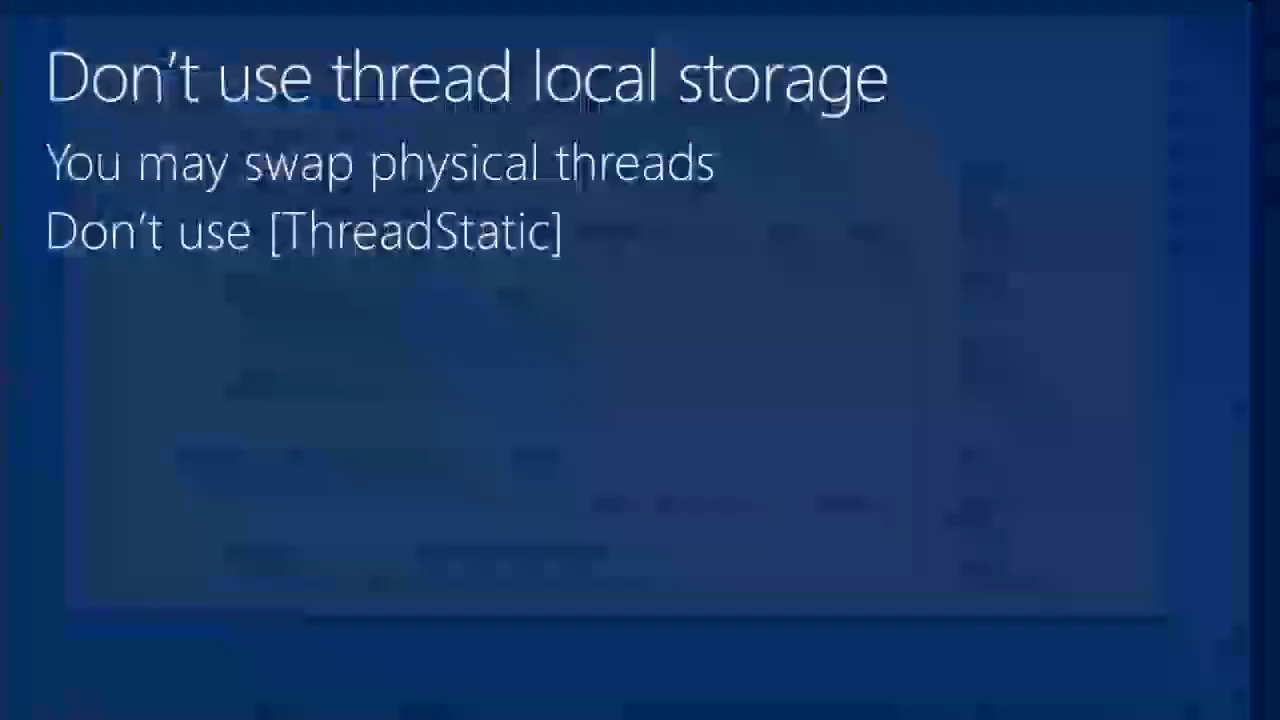 Don't use thread local storage
You may swap physical threads
Don't use [ThreadStatic]